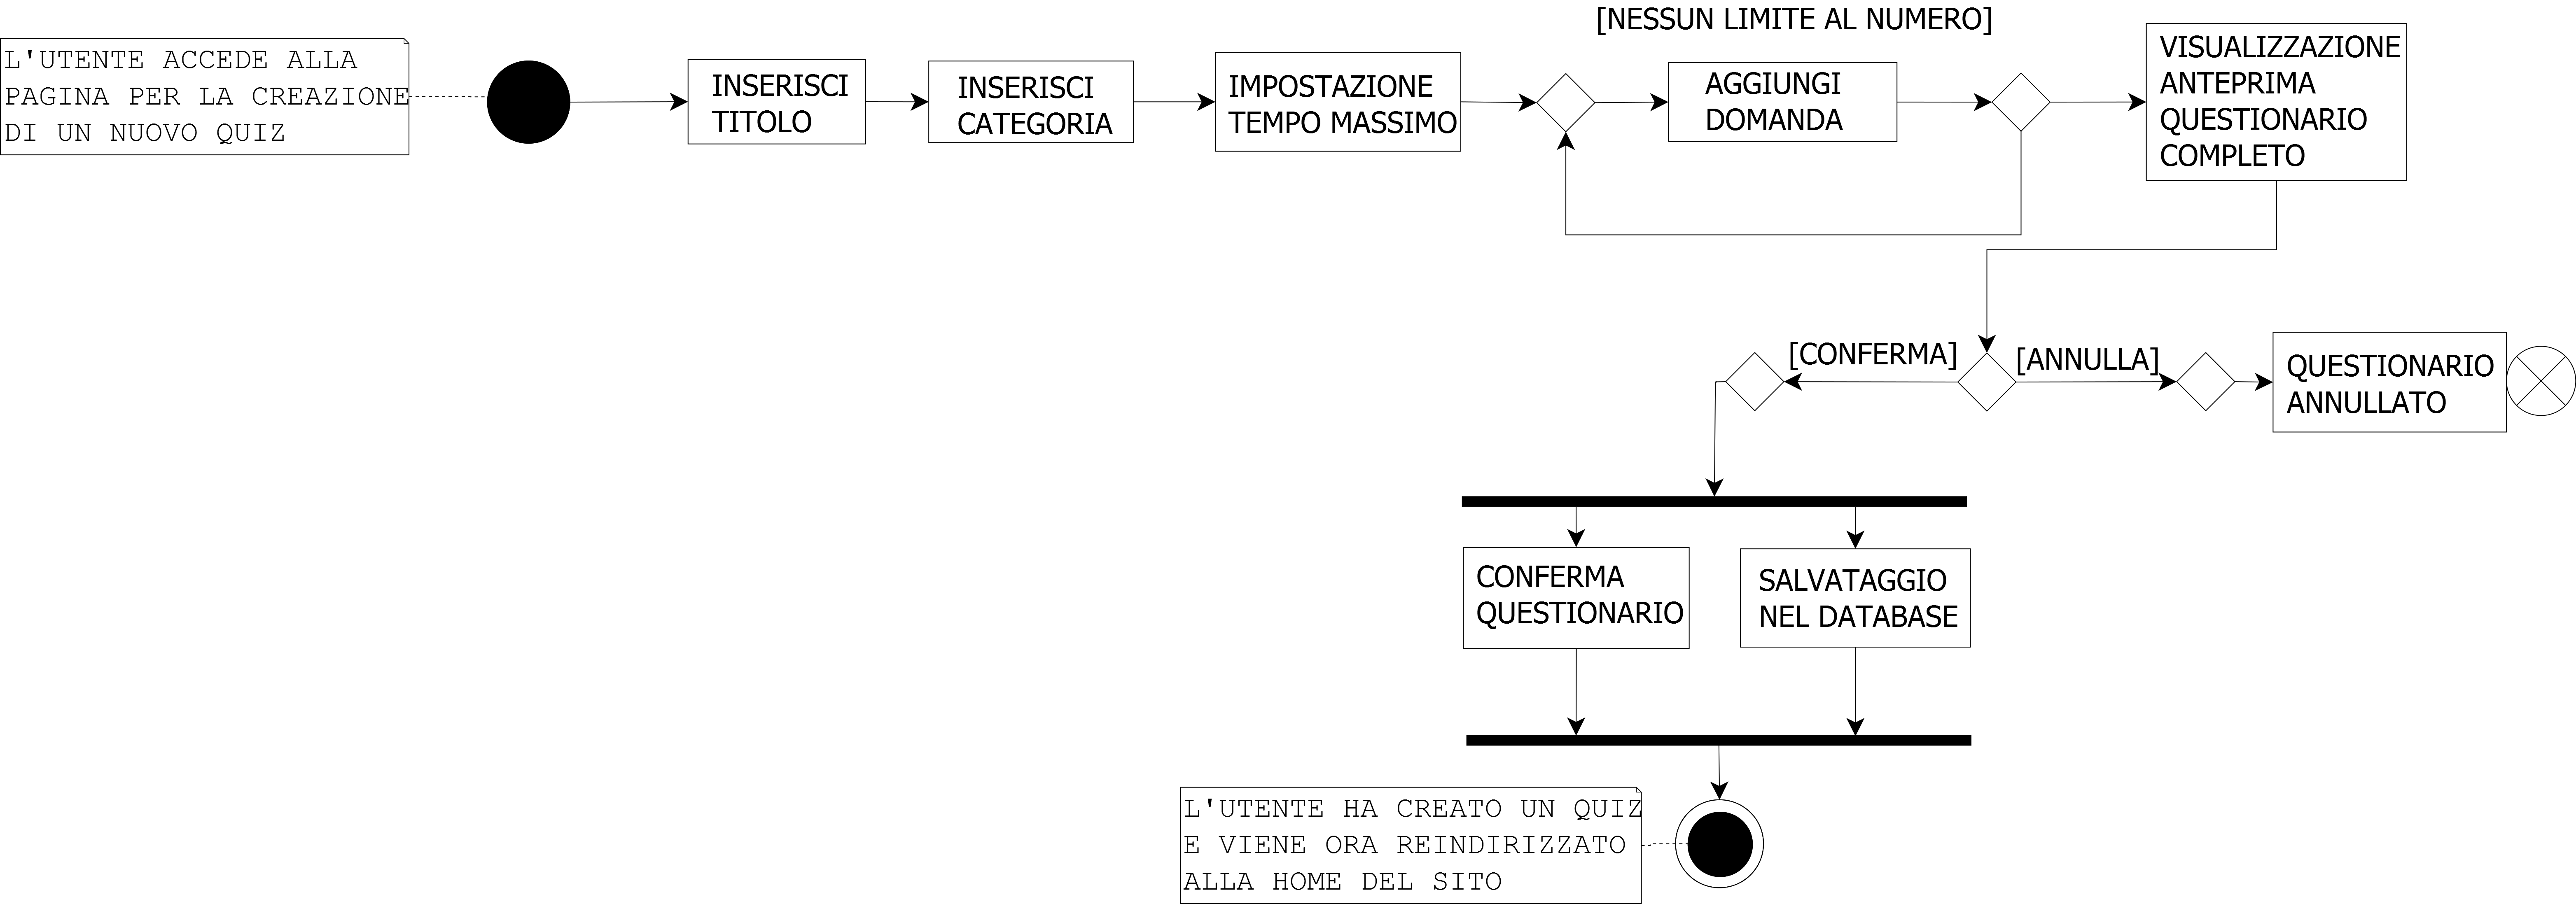 [NESSUN LIMITE AL NUMERO]
L'UTENTE ACCEDE ALLA
PAGINA PER LA CREAZIONE
DI UN NUOVO QUIZ
INSERISCI
TITOLO
INSERISCI
CATEGORIA
IMPOSTAZIONE
TEMPO MASSIMO
AGGIUNGI
DOMANDA
VISUALIZZAZIONE
ANTEPRIMA
QUESTIONARIO
COMPLETO
[CONFERMA]
[ANNULLA]
QUESTIONARIO
ANNULLATO
CONFERMA
QUESTIONARIO
SALVATAGGIO
NEL DATABASE
L'UTENTE HA CREATO UN QUIZ
E VIENE ORA REINDIRIZZATO
ALLA HOME DEL SITO